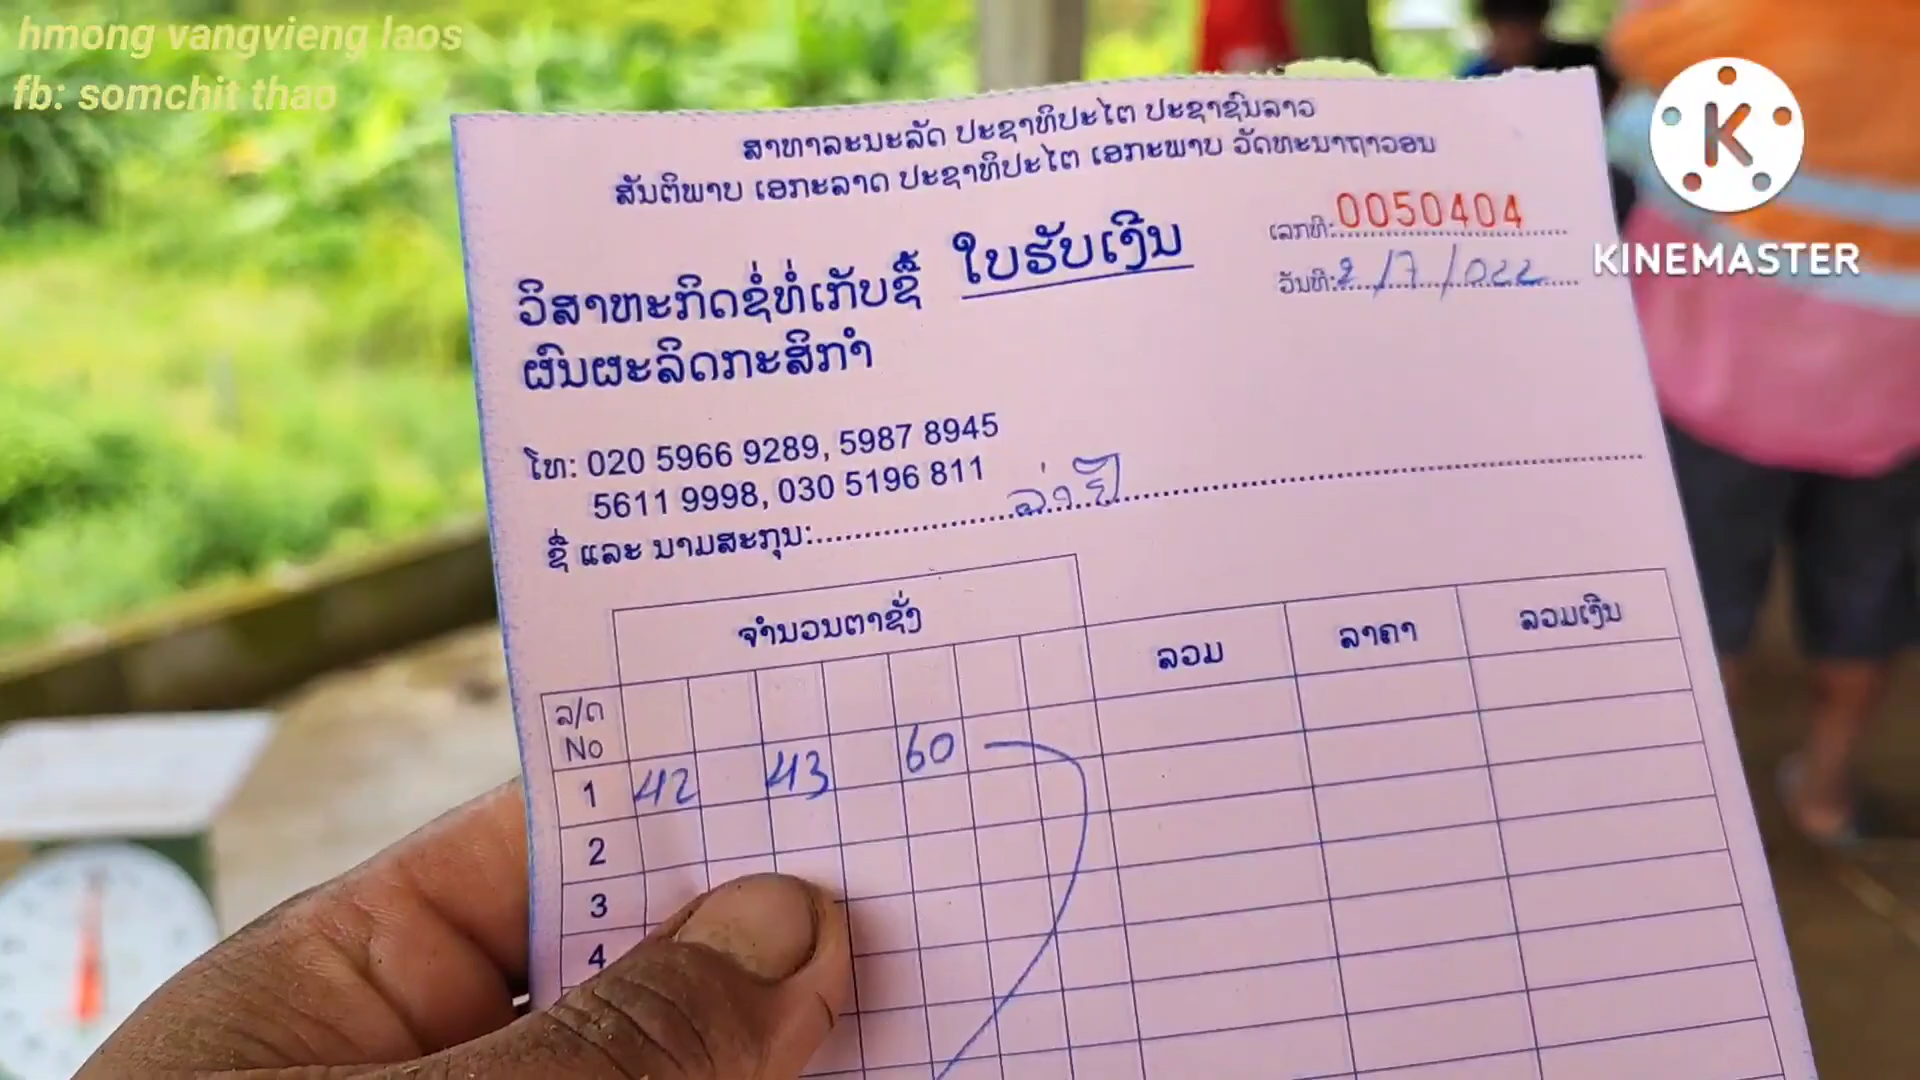 hmong vangvieng laos
fb: somchit thao
K
KINEMASTER
ສາທາລະນະລັດ ປະຊາທິປະໄຕ ປະຊາຊົນລາວ
ສັນຕິພາບ ເອກະລາດ ປະຊາທິປະໄຕ ເອກະພາບ ວັດທະນາຖາວອນ
ໃບຮັບເງິນ
ເລກທີ: 0050404
ວັນທີ: 2/7/022
ວິສາຫະກິດຊໍ່ທໍ່ເກັບຊື້
ຜົນຜະລິດກະສິກຳ
ໂທ: 020 5966 9289, 5987 8945
5611 9998, 030 5196 811
ຊື່ ແລະ ນາມສະກຸນ:
ຈຳນວນຕາຊັ່ງ
ລວມ ລາຄາ ລວມເງິນ
ລ/ດ
No
1 42 43 60
2
3
4